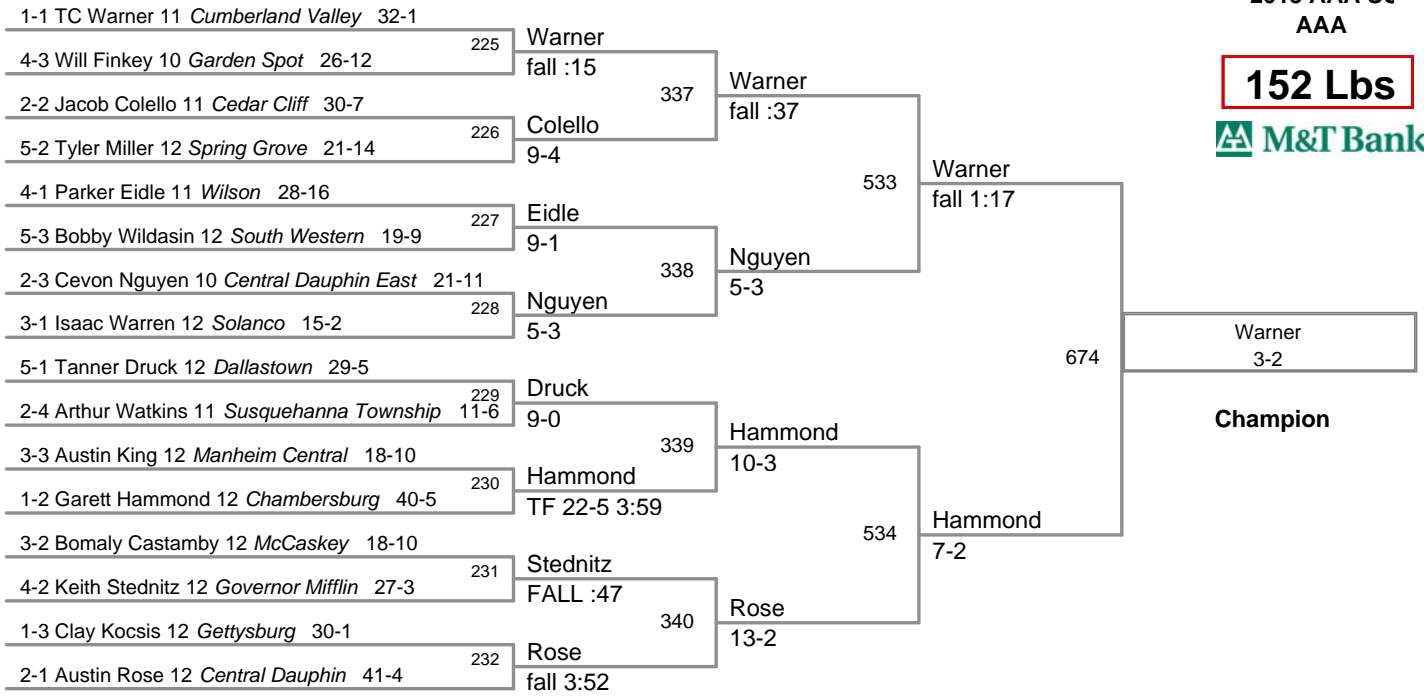 1-1 TC Warner 11 Cumberland Valley 32-1
4-3 Will Finkey 10 Garden Spot 26-12
2-2 Jacob Colello 11 Cedar Cliff 30-7
5-2 Tyler Miller 12 Spring Grove 21-14
4-1 Parker Eidle 11 Wilson 28-16
5-3 Bobby Wildasin 12 South Western 19-9
2-3 Cevon Nguyen 10 Central Dauphin East 21-11
3-1 Isaac Warren 12 Solanco 15-2
5-1 Tanner Druck 12 Dallastown 29-5
2-4 Arthur Watkins 11 Susquehanna Township 11-6
3-3 Austin King 12 Manheim Central 18-10
1-2 Garett Hammond 12 Chambersburg 40-5
3-2 Bomaly Castamby 12 McCaskey 18-10
4-2 Keith Stednitz 12 Governor Mifflin 27-3
1-3 Clay Kocsis 12 Gettysburg 30-1
2-1 Austin Rose 12 Central Dauphin 41-4
225
226
227
228
229
230
231
232
Warner
fall :15
Colello
9-4
Eidle
9-1
Nguyen
5-3
Druck
9-0
Hammond
TF 22-5 3:59
Stednitz
FALL :47
Rose
fall 3:52
337
338
339
340
Warner
fall :37
Nguyen
5-3
Hammond
10-3
Rose
13-2
533
534
Warner
fall 1:17
Hammond
7-2
674
Warner
3-2
Champion
AAA
AAA
152 Lbs
M&T Bank